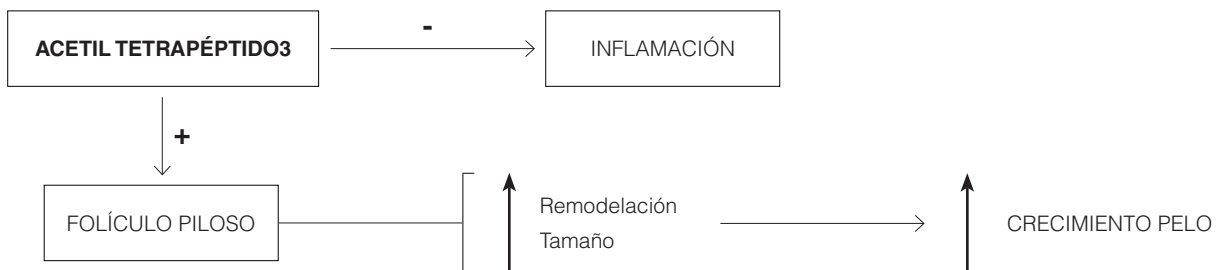 ACETIL TETRAPÉPTIDO3
-
INFLAMACIÓN
+
FOLÍCULO PILOSO
Remodelación
Tamaño
CRECIMIENTO PELO